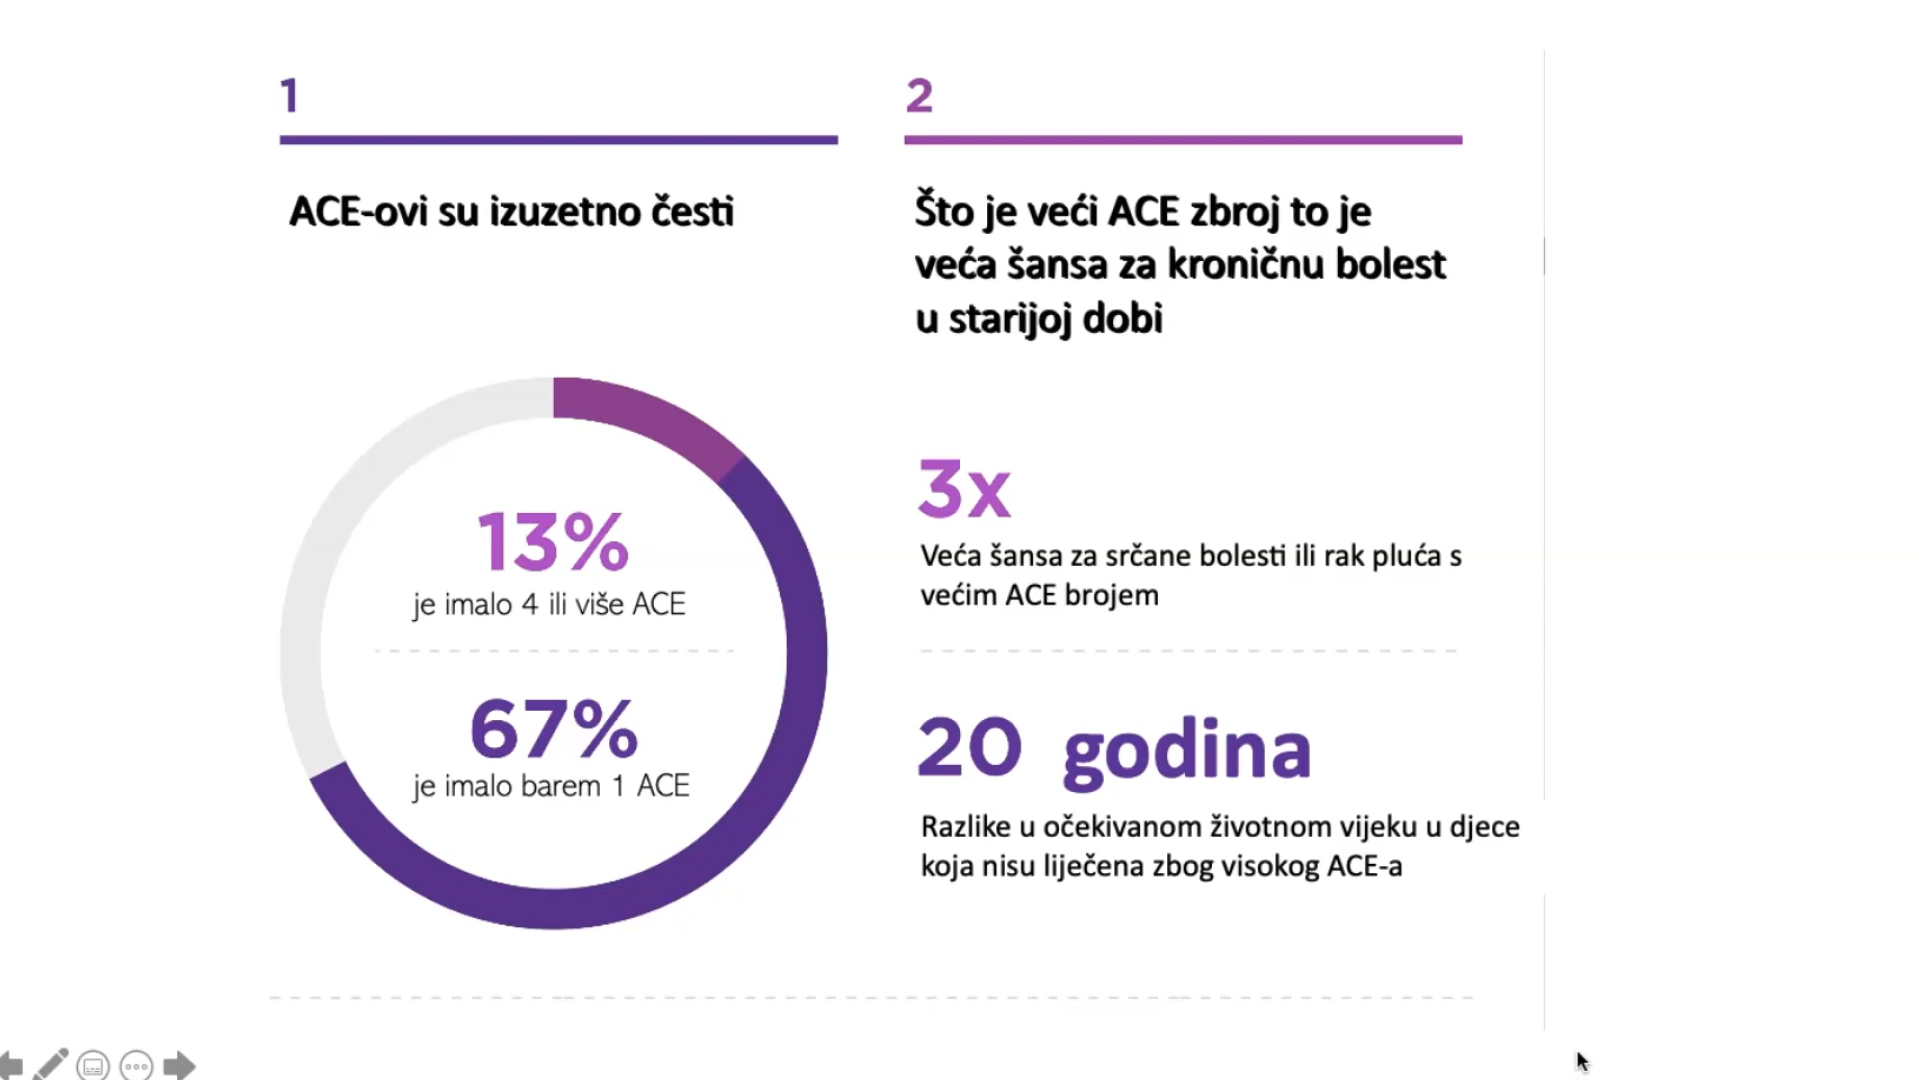 1
ACE-ovi su izuzetno česti
13%
je imalo 4 ili više ACE
67%
je imalo barem 1 ACE
2
Što je veći ACE zbroj to je
veća šansa za kroničnu bolest
u starijoj dobi
3x
Veća šansa za srčane bolesti ili rak pluća s
većim ACE brojem
20 godina
Razlike u očekivanom životnom vijeku u djece
koja nisu liječena zbog visokog ACE-a